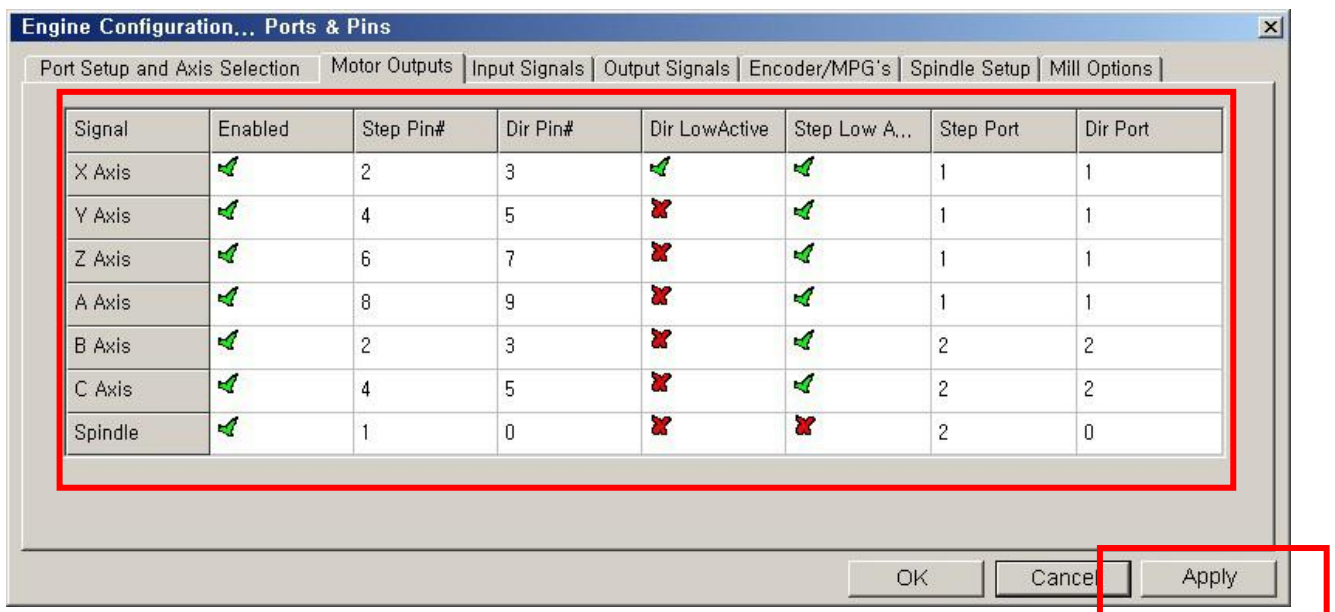 Engine Configuration... Ports & Pins
Port Setup and Axis Selection Motor Outputs Input Signals Output Signals Encoder/MPG's Spindle Setup Mill Options
Signal Enabled Step Pin# Dir Pin# Dir LowActive Step Low A... Step Port Dir Port
X Axis 2 3 1 1
Y Axis 4 5 1 1
Z Axis 6 7 1 1
A Axis 8 9 1 1
B Axis 2 3 2 2
C Axis 4 5 2 2
Spindle 1 0 2 0
OK Cancel Apply